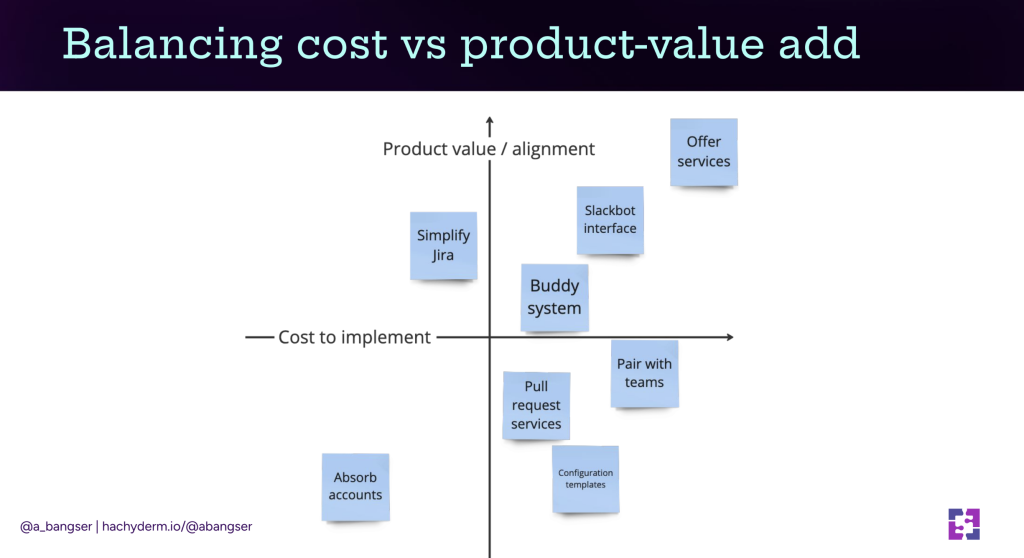 Balancing cost vs product-value add
Product value / alignment
Offer
services
Slackbot
interface
Simplify
Jira
Buddy
system
Cost to implement
Pair with
teams
Pull
request
services
Configuration
templates
Absorb
accounts
@a_bangser | hachyderm.io/@abangser